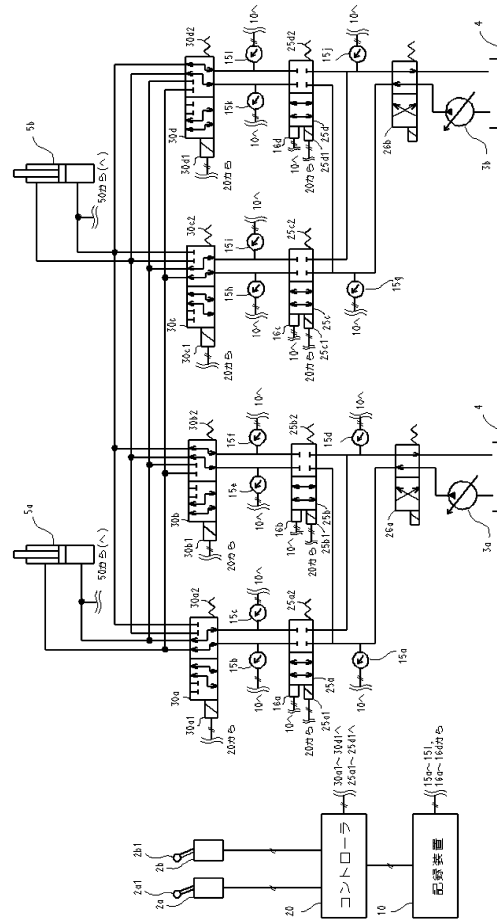 5a
5b
50から(へ)
50から(へ)
30a
30a1
30a2
20から
30b
30b1
30b2
20から
30c
30c1
30c2
20から
30d
30d1
30d2
20から
15b
10へ
15c
10へ
15e
10へ
15f
10へ
15h
10へ
15i
10へ
15k
10へ
15l
10へ
16a
10へ
25a
25a1
25a2
20から
16b
10へ
25b
25b1
25b2
20から
16c
10へ
25c
25c1
25c2
20から
16d
10へ
25d
25d1
25d2
20から
15a
10へ
15d
10へ
15g
10へ
15j
10へ
26a
26b
3a
4
3b
4
2a1
2a
2b1
2b
コントローラ
20
30a1~30d1へ
25a1~25d1へ
記録装置
10
15a~15l,
16a~16dから